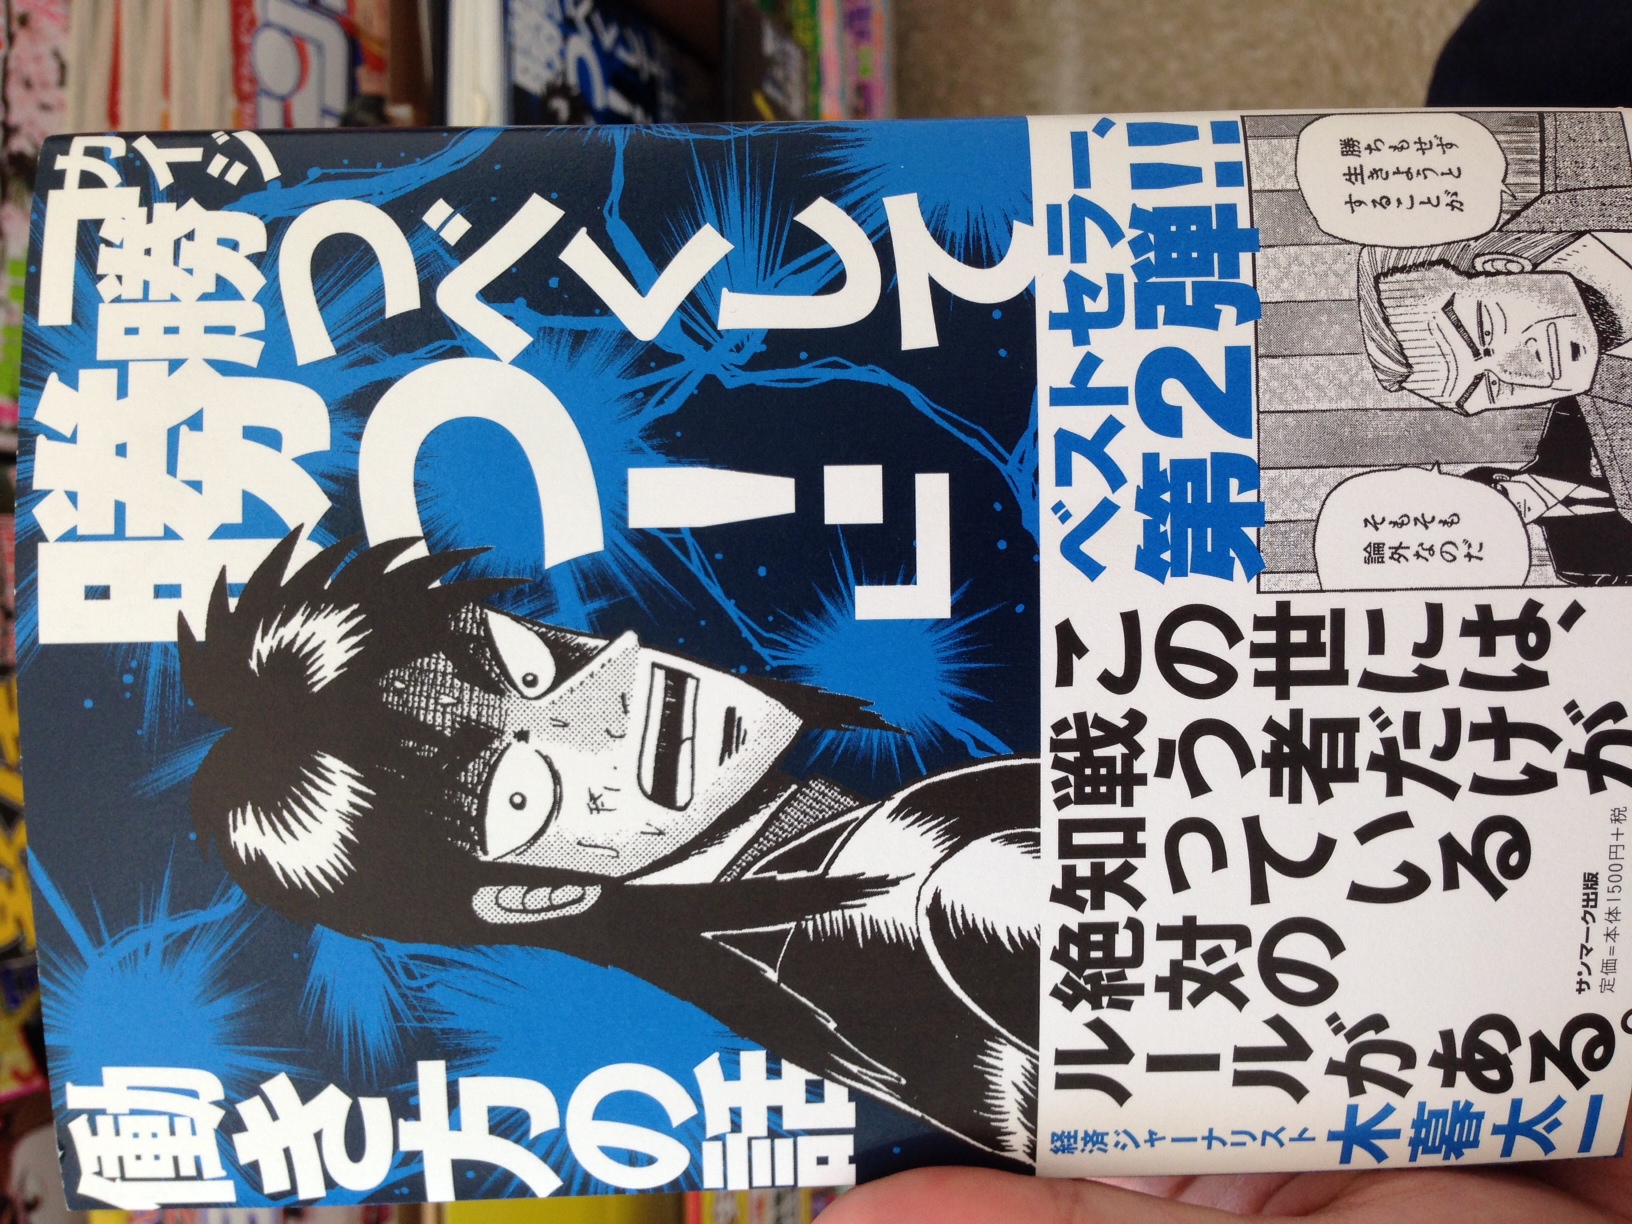 カイジ
「勝つべくして
勝つ！」
働き方の話
ベストセラー、
第2弾!!!
この世には、
戦う者だけが
知っている
絶対の
ルールがある。
勝ちもせず
生きようと
することが
そもそも
論外なのだ
経済ジャーナリスト
木暮太一
サンマーク出版
定価=本体1500円+税